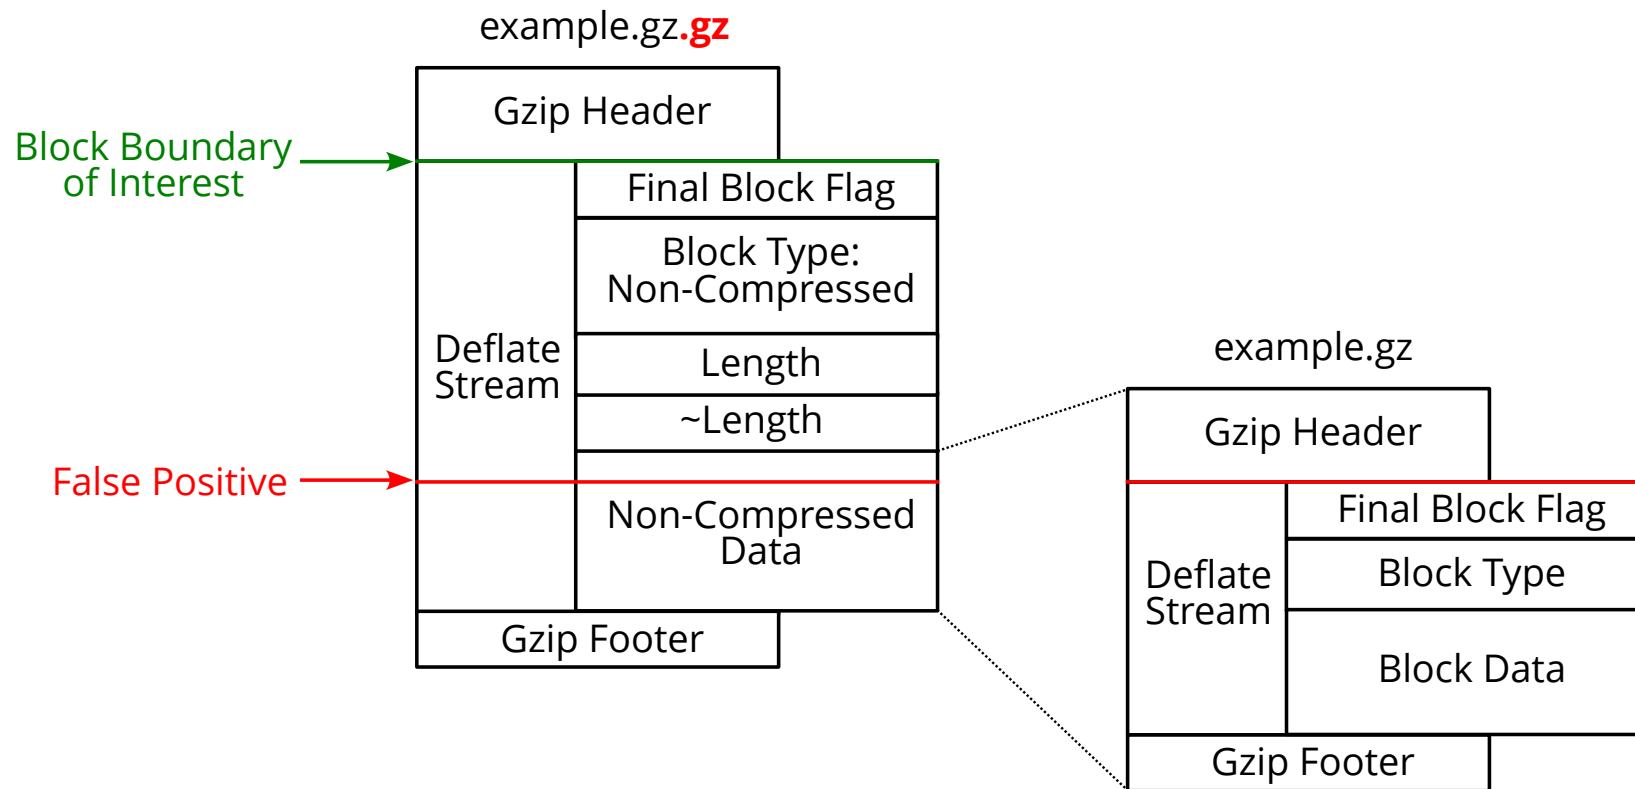 example.gz.gz
Gzip Header
Block Boundary
of Interest
Final Block Flag
Block Type:
Non-Compressed
Deflate
Stream
Length
~Length
False Positive
Non-Compressed
Data
Gzip Footer
example.gz
Gzip Header
Final Block Flag
Deflate
Stream
Block Type
Block Data
Gzip Footer